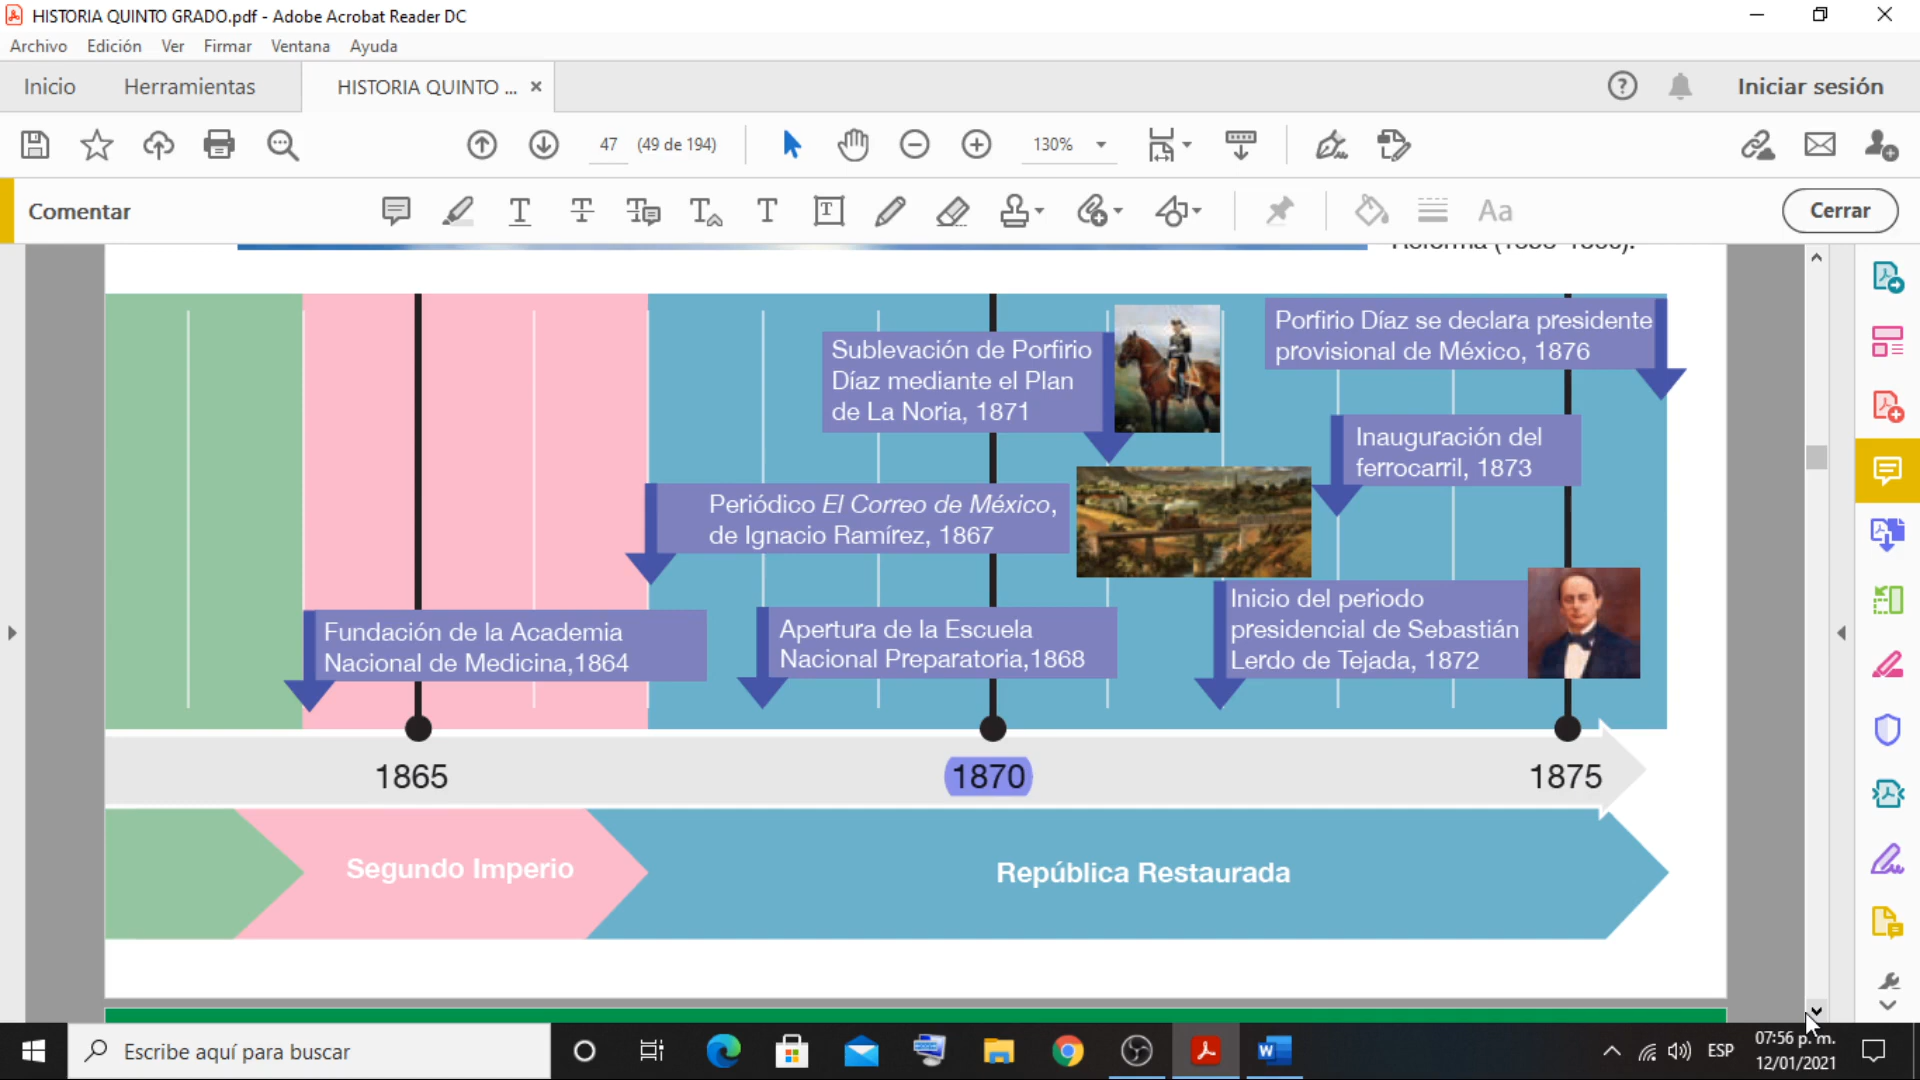 HISTORIA QUINTO GRADO.pdf - Adobe Acrobat Reader DC
Archivo Edición Ver Firmar Ventana Ayuda
Inicio Herramientas HISTORIA QUINTO ... × Iniciar sesión
47 (49 de 194) 130%
Comentar Aa Cerrar
Porfirio Díaz se declara presidente
provisional de México, 1876
Sublevación de Porfirio
Díaz mediante el Plan
de La Noria, 1871
Inauguración del
ferrocarril, 1873
Periódico El Correo de México,
de Ignacio Ramírez, 1867
Inicio del periodo
presidencial de Sebastián
Lerdo de Tejada, 1872
Fundación de la Academia
Nacional de Medicina,1864
Apertura de la Escuela
Nacional Preparatoria,1868
1865 1870 1875
Segundo Imperio República Restaurada
Escribe aquí para buscar
ESP
07:56 p. m.
12/01/2021